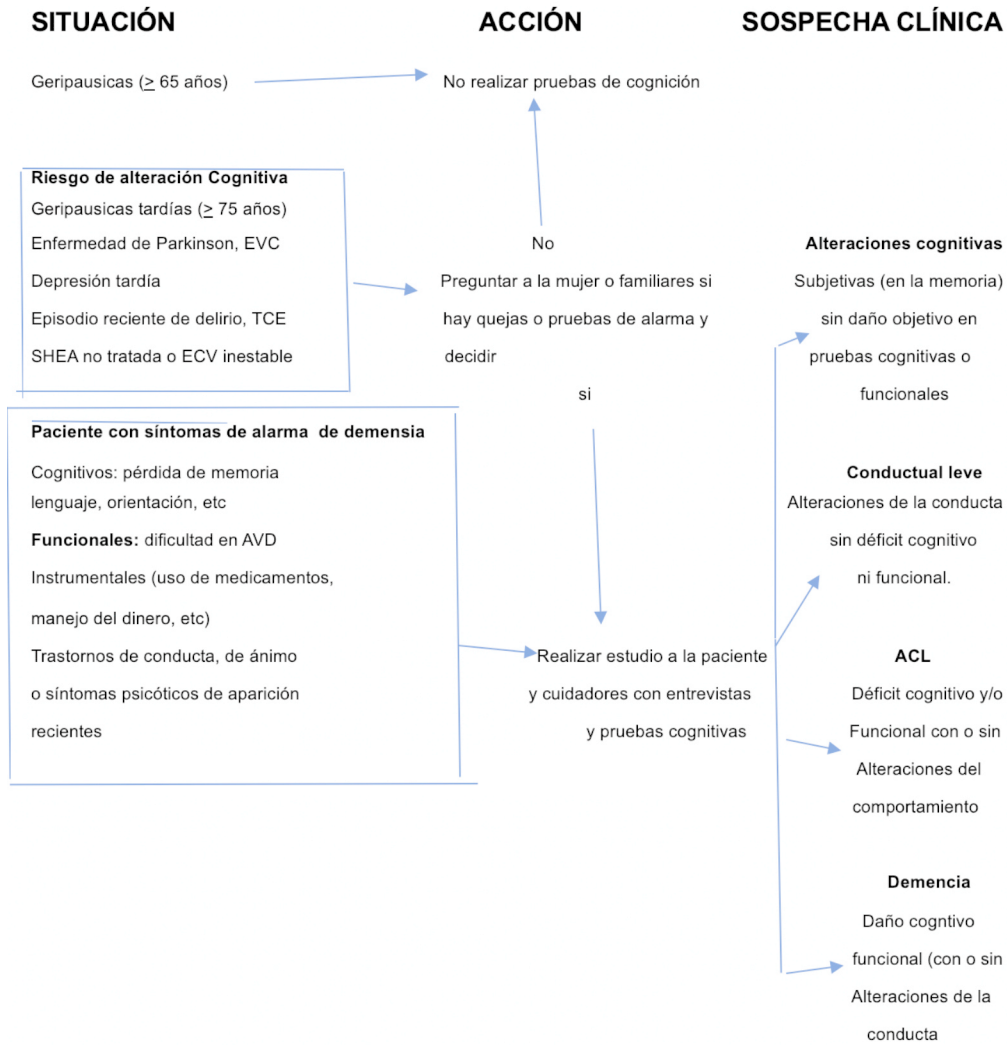 SITUACIÓN
ACCIÓN
SOSPECHA CLÍNICA
Geripausicas (≥ 65 años)
No realizar pruebas de cognición
Riesgo de alteración Cognitiva
Geripausicas tardías (≥ 75 años)
Enfermedad de Parkinson, EVC
Depresión tardía
Episodio reciente de delirio, TCE
SHEA no tratada o ECV inestable
No
Preguntar a la mujer o familiares si
hay quejas o pruebas de alarma y
decidir
si
Alteraciones cognitivas
Subjetivas (en la memoria)
sin daño objetivo en
pruebas cognitivas o
funcionales
Paciente con síntomas de alarma de demensia
Cognitivos: pérdida de memoria
lenguaje, orientación, etc
Funcionales: dificultad en AVD
Instrumentales (uso de medicamentos,
manejo del dinero, etc)
Trastornos de conducta, de ánimo
o síntomas psicóticos de aparición
recientes
Realizar estudio a la paciente
y cuidadores con entrevistas
y pruebas cognitivas
Conductual leve
Alteraciones de la conducta
sin déficit cognitivo
ni funcional.
ACL
Déficit cognitivo y/o
Funcional con o sin
Alteraciones del
comportamiento
Demencia
Daño cogntivo
funcional (con o sin
Alteraciones de la
conducta